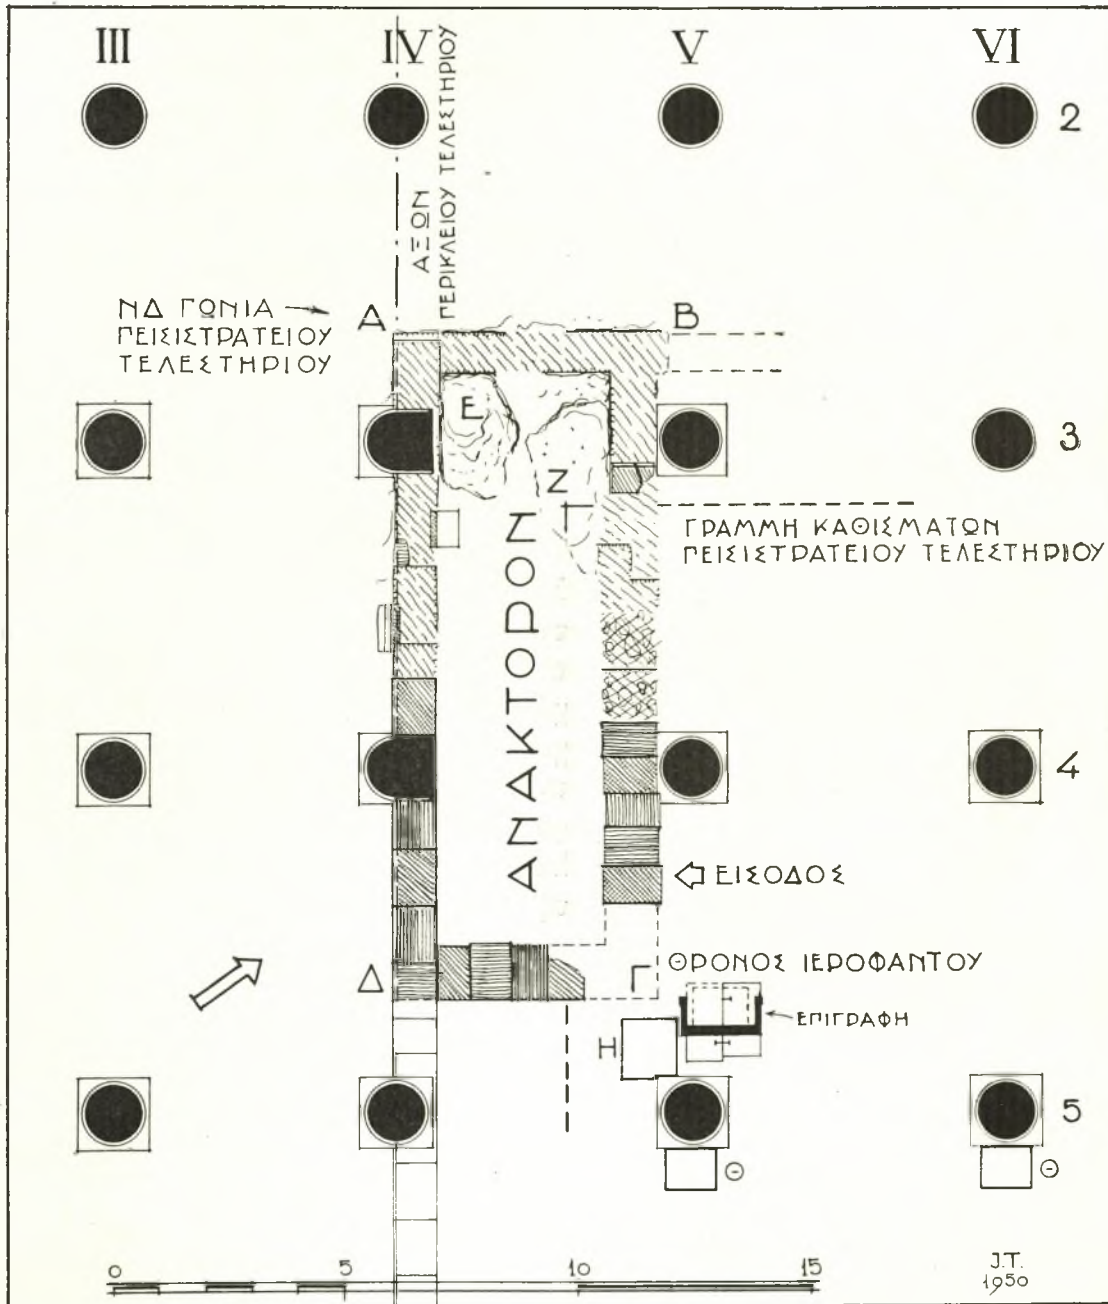 III IV V VI
2
ΑΞΩΝ
ΠΕΡΙΚΛΕΙΟΥ ΤΕΛΕΣΤΗΡΙΟΥ
ΝΔ ΓΩΝΙΑ
ΠΕΙΣΙΣΤΡΑΤΕΙΟΥ
ΤΕΛΕΣΤΗΡΙΟΥ
Α
Β
Ε
3
Ζ
ΓΡΑΜΜΗ ΚΑΘΙΣΜΑΤΩΝ
ΠΕΙΣΙΣΤΡΑΤΕΙΟΥ ΤΕΛΕΣΤΗΡΙΟΥ
ΑΝΑΚΤΟΡΟΝ
4
ΕΙΣΟΔΟΣ
Δ
Γ
ΘΡΟΝΟΣ ΙΕΡΟΦΑΝΤΟΥ
ΕΠΙΓΡΑΦΗ
Η
5
Θ
Θ
0 5 10 15
J.T.
1950